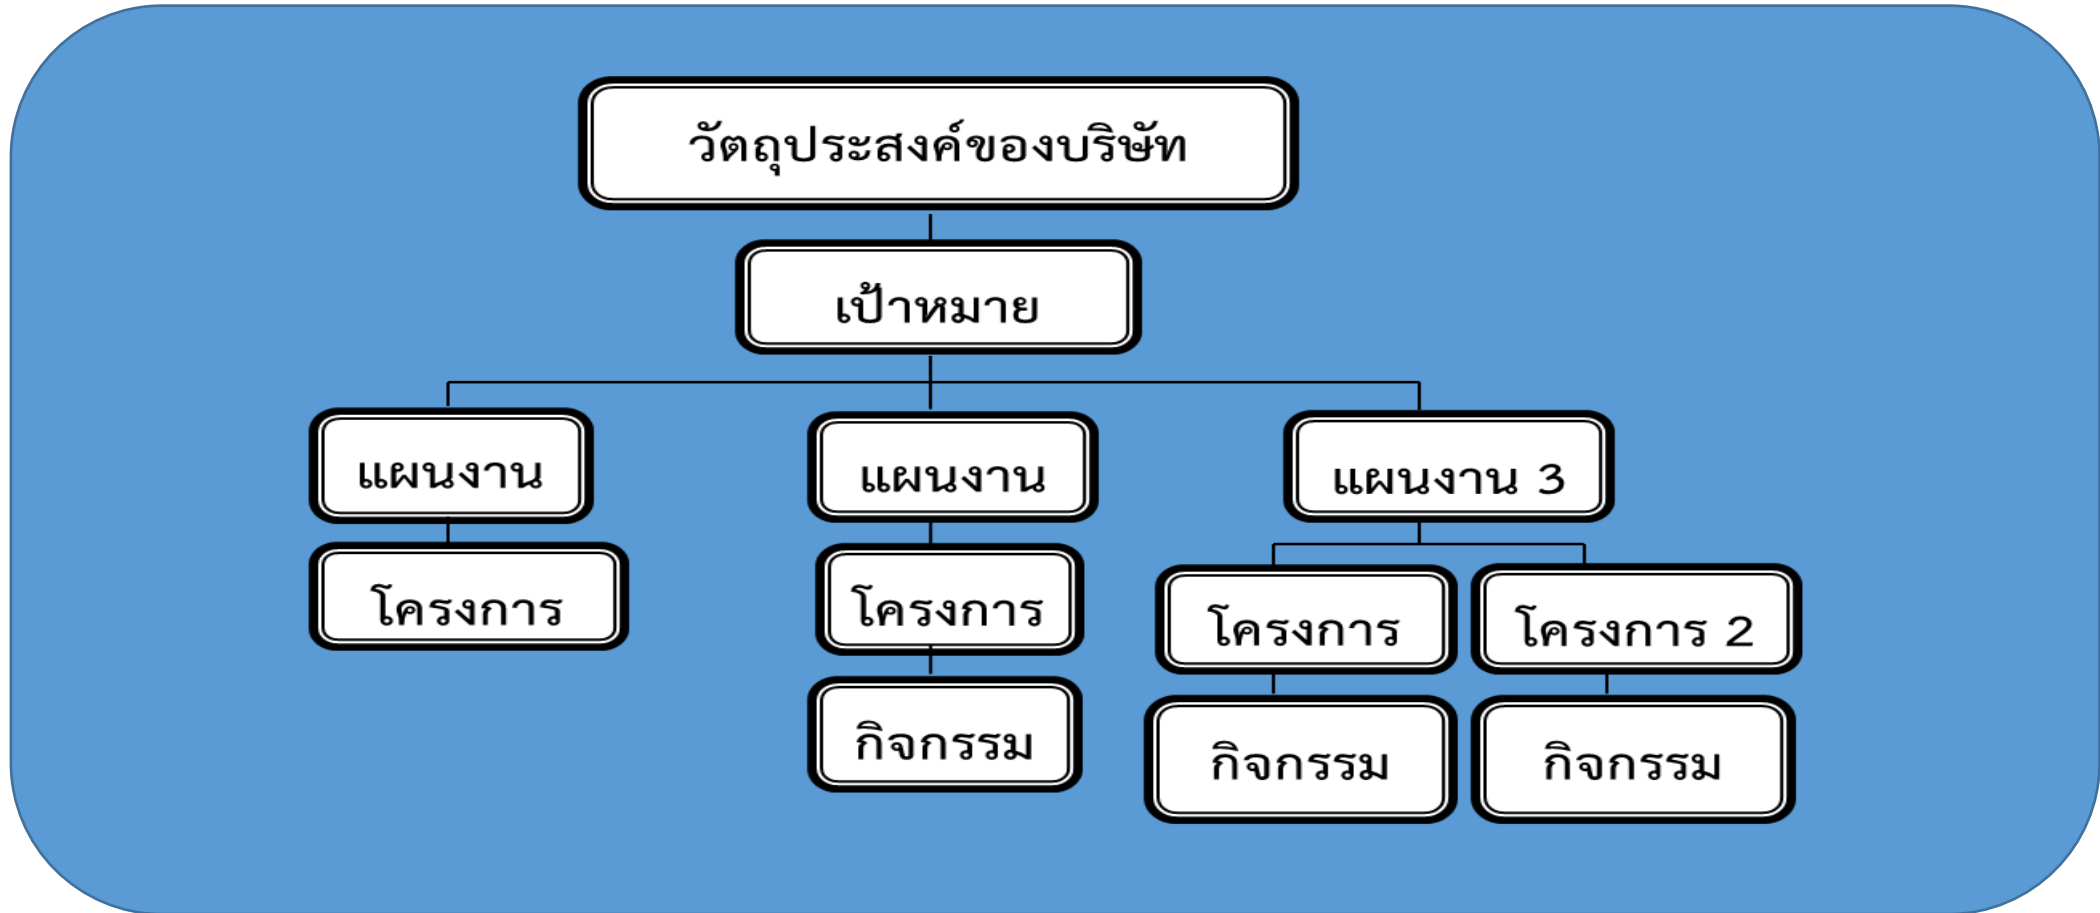 วัตถุประสงค์ของบริษัท
เป้าหมาย
แผนงาน
แผนงาน
แผนงาน 3
โครงการ
โครงการ
โครงการ
โครงการ 2
กิจกรรม
กิจกรรม
กิจกรรม